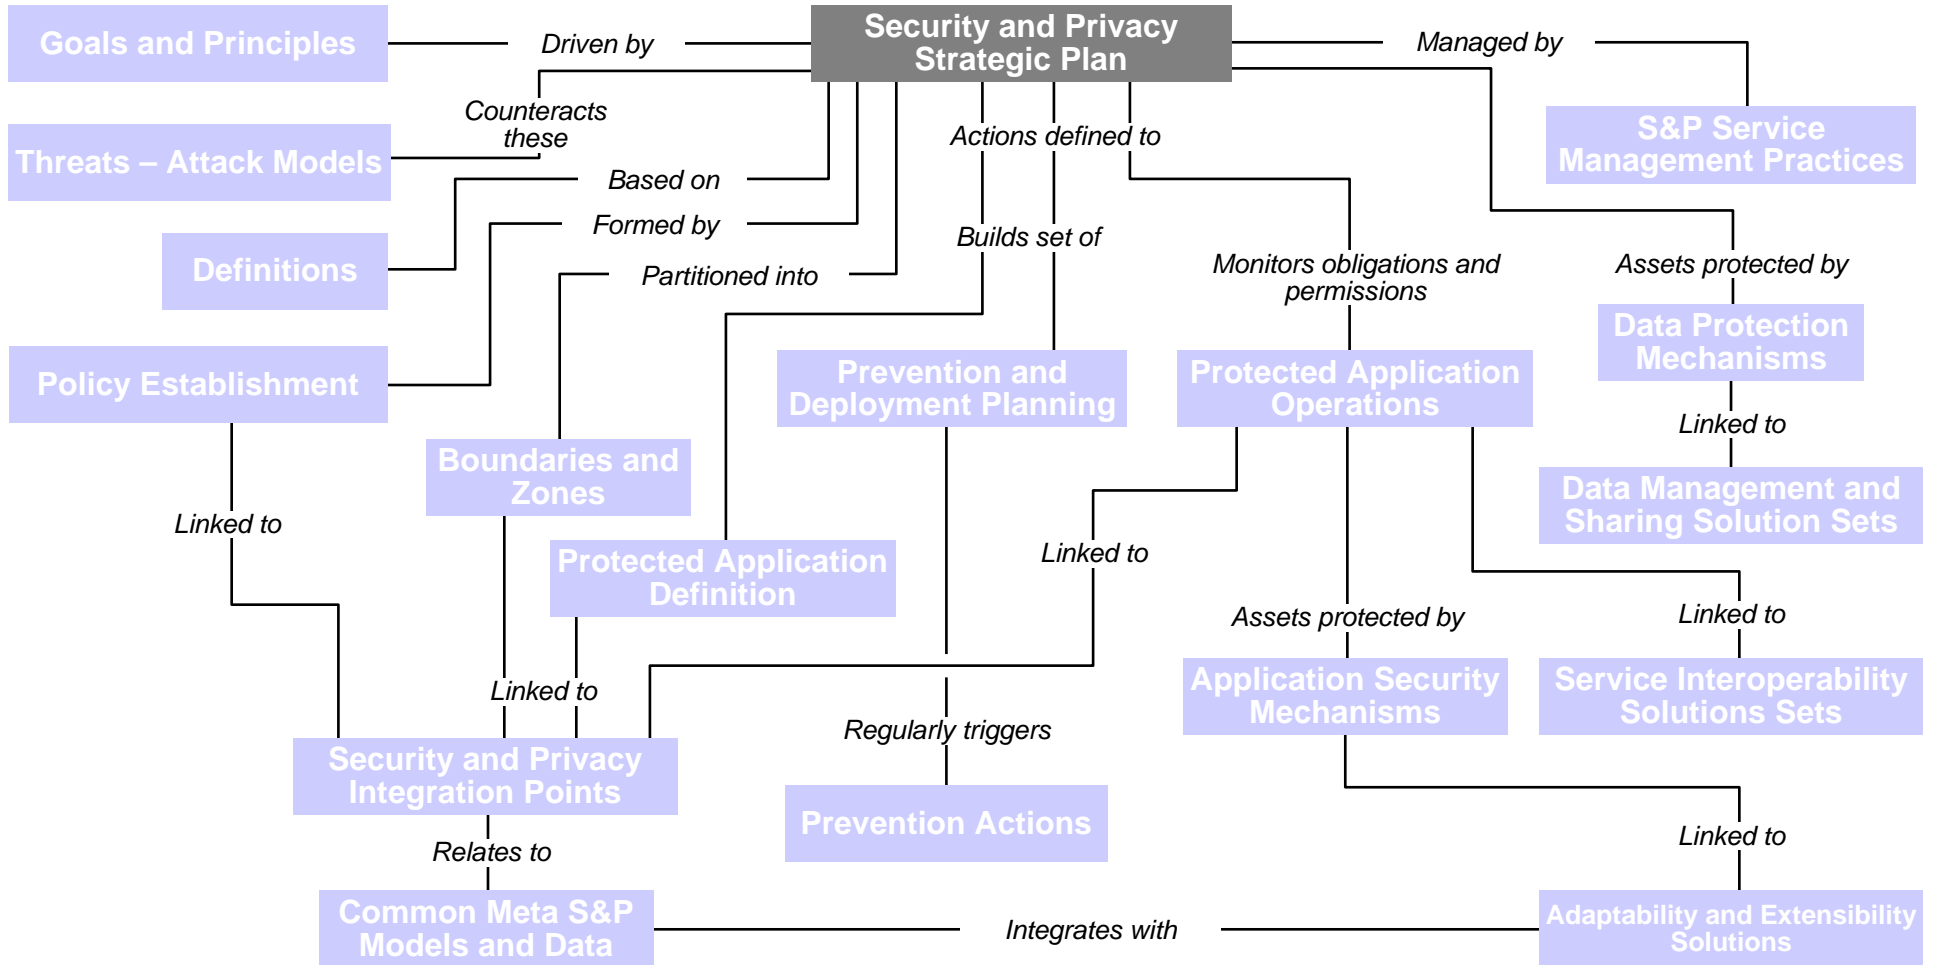 Security and Privacy
Strategic Plan
Goals and Principles
Driven by
Managed by
Counteracts
these
Actions defined to
S&P Service
Management Practices
Threats – Attack Models
Based on
Formed by
Builds set of
Definitions
Partitioned into
Monitors obligations and
permissions
Assets protected by
Data Protection
Mechanisms
Policy Establishment
Prevention and
Deployment Planning
Protected Application
Operations
Linked to
Boundaries and
Zones
Data Management and
Sharing Solution Sets
Linked to
Linked to
Protected Application
Definition
Assets protected by
Linked to
Linked to
Application Security
Mechanisms
Service Interoperability
Solutions Sets
Regularly triggers
Security and Privacy
Integration Points
Prevention Actions
Linked to
Relates to
Common Meta S&P
Models and Data
Integrates with
Adaptability and Extensibility
Solutions